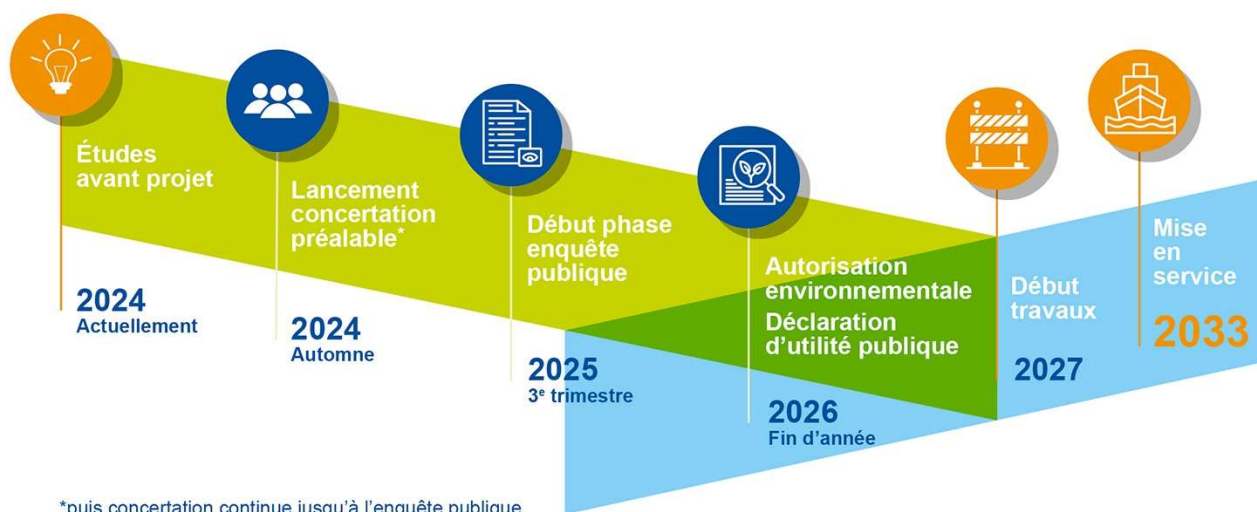 Études
avant projet
2024
Actuellement
Lancement
concertation
préalable*
2024
Automne
Début phase
enquête
publique
2025
3e trimestre
Autorisation
environnementale
Déclaration
d'utilité publique
2026
Fin d'année
Début
travaux
2027
Mise
en
service
2033
*puis concertation continue jusqu'à l'enquête publique